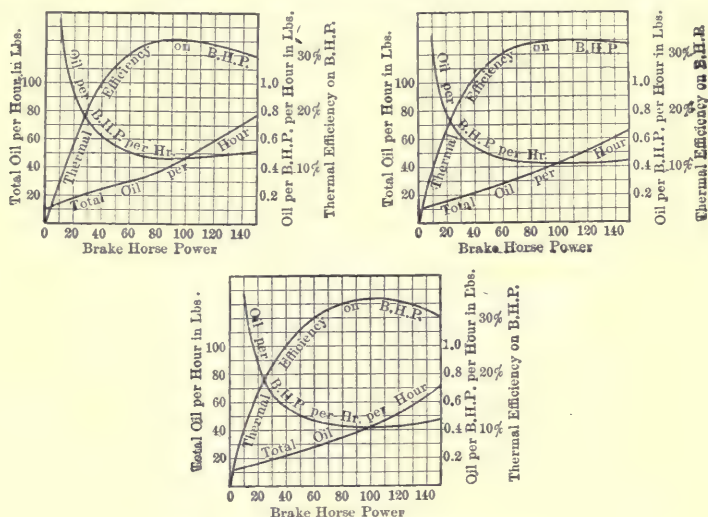 Total Oil per Hour in Lbs.
120
100
80
60
40
20
0 20 40 60 80 100 120 140
Brake Horse Power
Oil per B.H.P. per Hr.
Thermal Efficiency on B.H.P.
Total Oil per Hour
1.0
0.8
0.6
0.4
0.2
Oil per B.H.P. per Hour in Lbs.
30%
20%
10%
Thermal Efficiency on B.H.P.
Total Oil per Hour in Lbs.
120
100
80
60
40
20
0 20 40 60 80 100 120 140
Brake Horse Power
Oil per B.H.P. per Hr.
Thermal Efficiency on B.H.P.
Total Oil per Hour
1.0
0.8
0.6
0.4
0.2
Oil per B.H.P. per Hour in Lbs.
30%
20%
10%
Thermal Efficiency on B.H.P.
Total Oil per Hour in Lbs.
100
80
60
40
20
0 20 40 60 80 100 120 140
Brake Horse Power
Oil per B.H.P. per Hr.
Thermal Efficiency on B.H.P.
Total Oil per Hour
1.0
0.8
0.6
0.4
0.2
Oil per B.H.P. per Hour in Lbs.
30%
20%
10%
Thermal Efficiency on B.H.P.